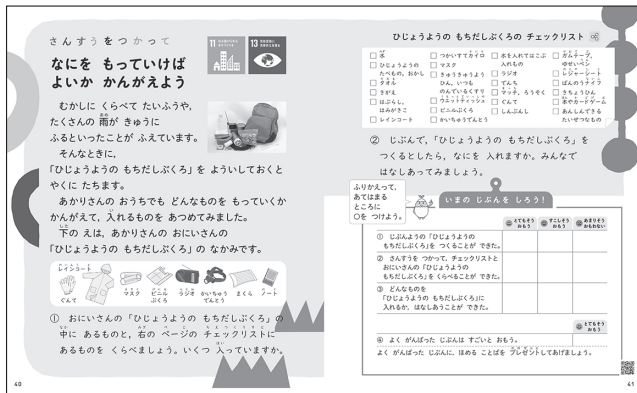 さんすうをつかって
なにを もっていけば
よいか かんがえよう
11
13
むかしに くらべて たいふうや,
たくさんの 雨が きゅうに
ふるといったことが ふえています。
そんなときに,
「ひじょうようの もちだしぶくろ」を よういしておくと
やくに たちます。
あかりさんの おうちでも どんなものを もっていくか
かんがえて, 入れるものを あつめてみました。
下の えは, あかりさんの おにいさんの
「ひじょうようの もちだしぶくろ」の なかみです。
レインコート
ぐんて
マスク
ビニル
ぶくろ
ラジオ
かいちゅう
でんとう
まくら
ノート
① おにいさんの「ひじょうようの もちだしぶくろ」の
中に あるものと, 右の ページの チェックリストに
あるものを くらべましょう。いくつ 入っていますか。
40
ひじょうようの もちだしぶくろの チェックリスト
□ 水
□ ひじょうようの
たべもの, おかし
□ タオル
□ きがえ
□ はぶらし,
はみがきこ
□ レインコート
□ つかいすてカイロ
□ マスク
□ きゅうきゅうよう
ひん, いつも
のんでいるくすり
□ ウエットティッシュ
□ ビニルぶくろ
□ かいちゅうでんとう
□ 水を入れてはこぶ
入れもの
□ ラジオ
□ でんち
□ マッチ, ろうそく
□ ぐんて
□ しんぶんし
□ ガムテープ,
ゆせいペン
□ レジャーシート
□ ばんのうナイフ
□ きちょうひん
□ 本やカードゲーム
□ あんしんできる
たいせつなもの
② じぶんで,「ひじょうようの もちだしぶくろ」を
つくるとしたら, なにを 入れますか。みんなで
はなしあってみましょう。
ふりかえって,
あてはまる
ところに
○を つけよう。
いまの じぶんを しろう!
とてもそう
おもう
すこしそう
おもう
あまりそう
おもわない
① じぶんようの「ひじょうようの
もちだしぶくろ」を つくることが できた。
② さんすうを つかって, チェックリストと
おにいさんの「ひじょうようの
もちだしぶくろ」を くらべることが できた。
③ どんなものを
「ひじょうようの もちだしぶくろ」に
入れるか, はなしあうことが できた。
とてもそう
おもう
④ よく がんばった じぶんは すごいと おもう。
よく がんばった じぶんに, ほめる ことばを プレゼントしてあげましょう。
41